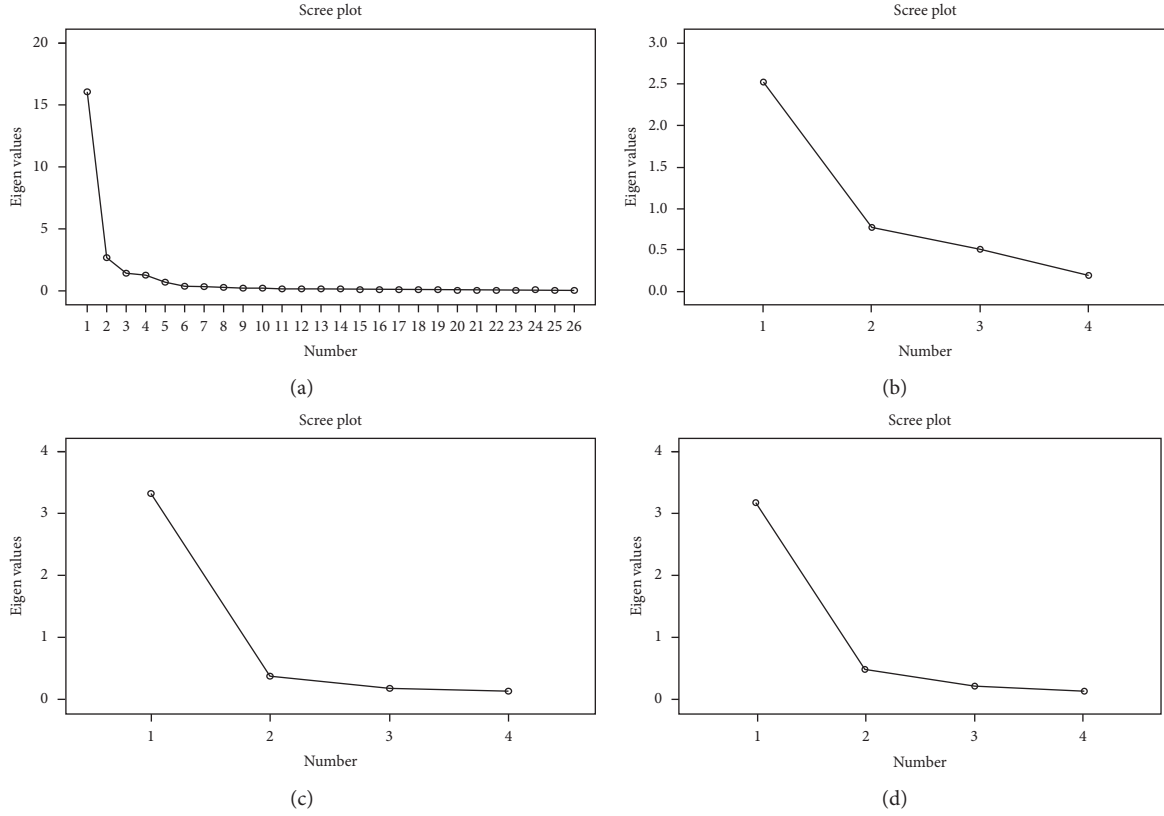 Scree plot
20
15
10
5
0
Eigen values
1 2 3 4 5 6 7 8 9 10 11 12 13 14 15 16 17 18 19 20 21 22 23 24 25 26
Number
(a)
Scree plot
3.0
2.5
2.0
1.5
1.0
0.5
0.0
Eigen values
1 2 3 4
Number
(b)
Scree plot
4
3
2
1
0
Eigen values
1 2 3 4
Number
(c)
Scree plot
4
3
2
1
0
Eigen values
1 2 3 4
Number
(d)